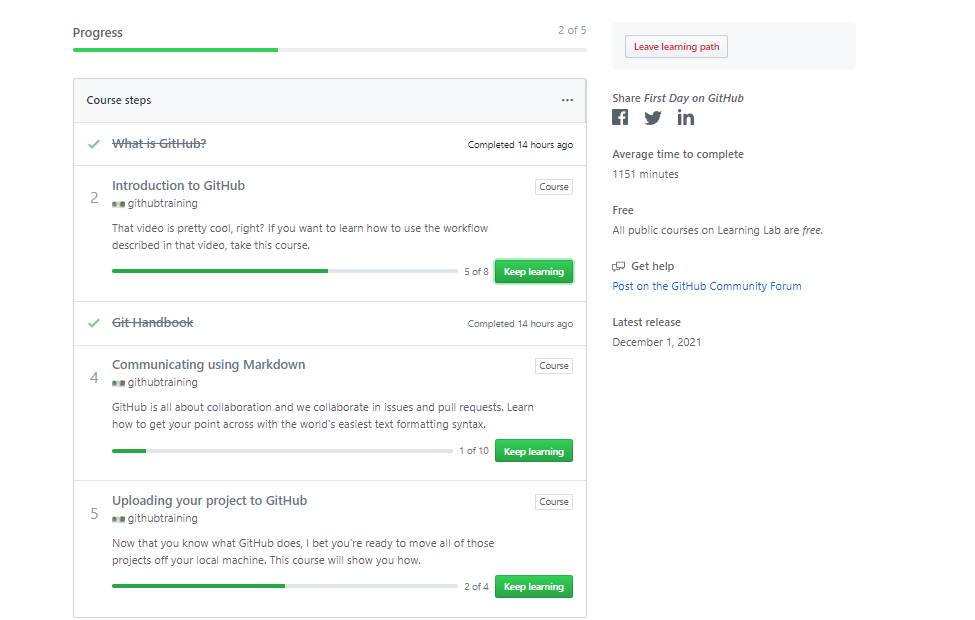 Progress
2 of 5
Course steps
...
What is GitHub?
Completed 14 hours ago
2
Introduction to GitHub
Course
githubtraining
That video is pretty cool, right? If you want to learn how to use the workflow
described in that video, take this course.
5 of 8
Keep learning
Git Handbook
Completed 14 hours ago
4
Communicating using Markdown
Course
githubtraining
GitHub is all about collaboration and we collaborate in issues and pull requests. Learn
how to get your point across with the world's easiest text formatting syntax.
1 of 10
Keep learning
5
Uploading your project to GitHub
Course
githubtraining
Now that you know what GitHub does, I bet you're ready to move all of those
projects off your local machine. This course will show you how.
2 of 4
Keep learning
Leave learning path
Share First Day on GitHub
Average time to complete
1151 minutes
Free
All public courses on Learning Lab are free.
Get help
Post on the GitHub Community Forum
Latest release
December 1, 2021